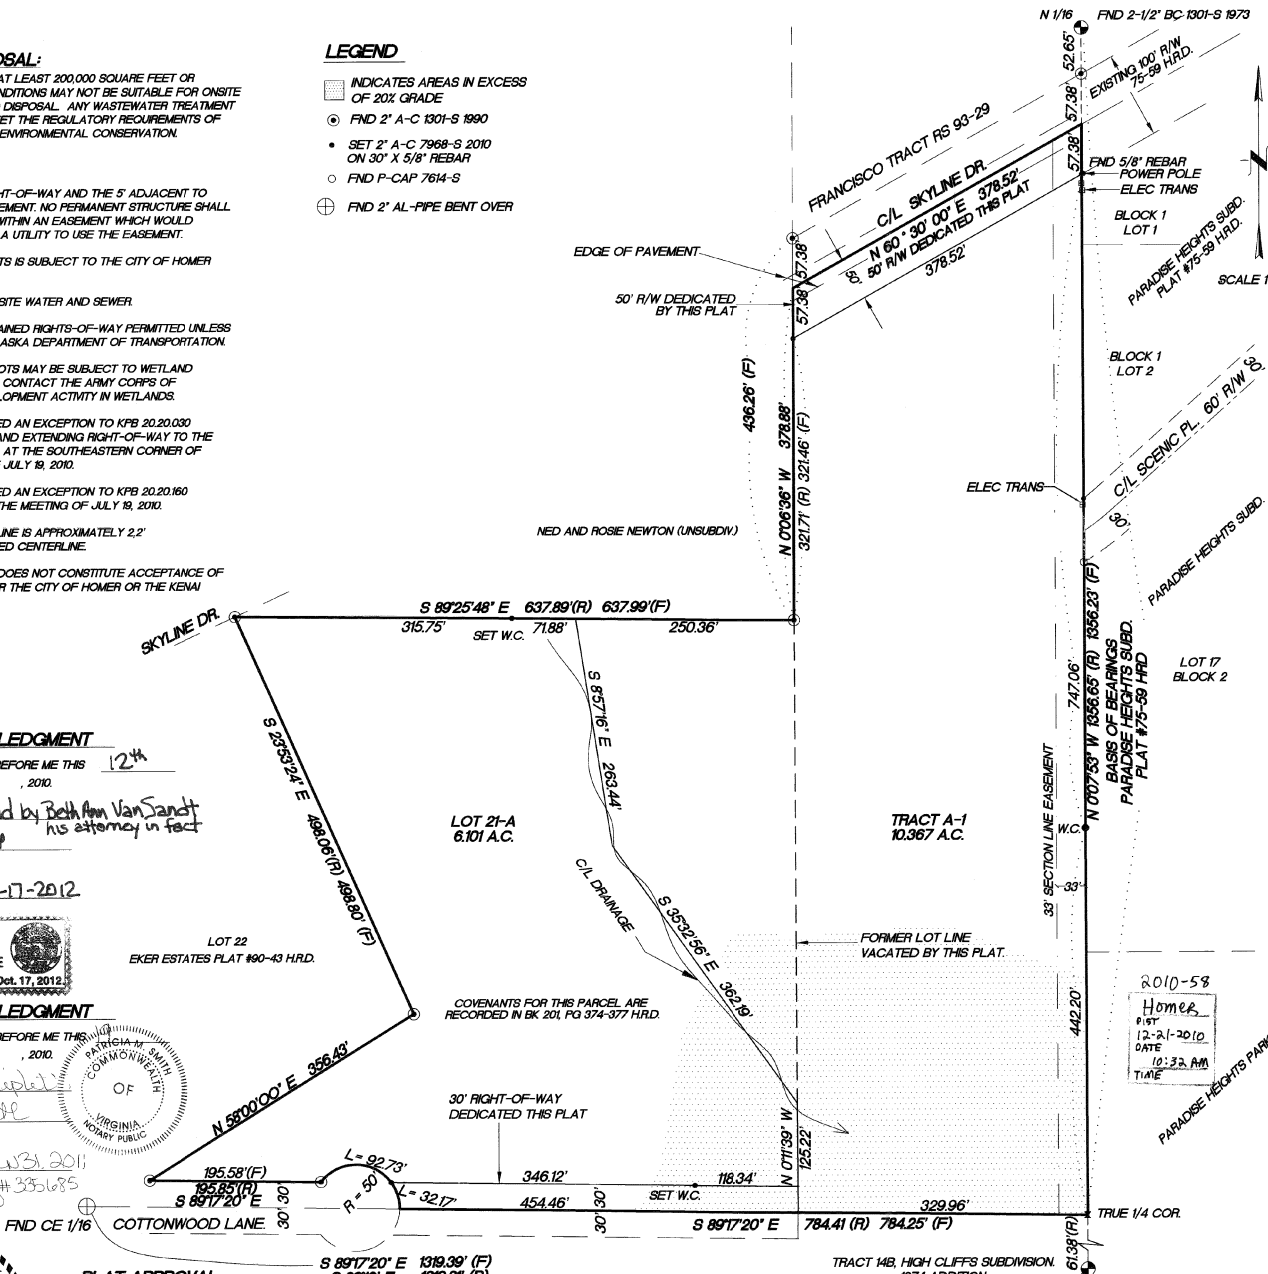 OSAL:
AT LEAST 200,000 SQUARE FEET OR
NDITIONS MAY NOT BE SUITABLE FOR ONSITE
DISPOSAL. ANY WASTEWATER TREATMENT
ET THE REGULATORY REQUIREMENTS OF
ENVIRONMENTAL CONSERVATION.
HT-OF-WAY AND THE 5' ADJACENT TO
EMENT. NO PERMANENT STRUCTURE SHALL
WITHIN AN EASEMENT WHICH WOULD
A UTILITY TO USE THE EASEMENT.
TS IS SUBJECT TO THE CITY OF HOMER
SITE WATER AND SEWER.
AINED RIGHTS-OF-WAY PERMITTED UNLESS
ASKA DEPARTMENT OF TRANSPORTATION.
OTS MAY BE SUBJECT TO WETLAND
CONTACT THE ARMY CORPS OF
LOPMENT ACTIVITY IN WETLANDS.
ED AN EXCEPTION TO KPB 20.20.030
AND EXTENDING RIGHT-OF-WAY TO THE
AT THE SOUTHEASTERN CORNER OF
JULY 19, 2010.
ED AN EXCEPTION TO KPB 20.20.160
THE MEETING OF JULY 19, 2010.
INE IS APPROXIMATELY 2.2'
ED CENTERLINE.
DOES NOT CONSTITUTE ACCEPTANCE OF
R THE CITY OF HOMER OR THE KENAI
LEGEND
INDICATES AREAS IN EXCESS
OF 20% GRADE
FND 2" A-C 1301-S 1990
SET 2" A-C 7968-S 2010
ON 30" X 5/8" REBAR
FND P-CAP 7614-S
FND 2" AL-PIPE BENT OVER
N 1/16
FND 2-1/2" BC 1301-S 1973
52.65'
57.38'
57.38'
EXISTING 100' R/W
75-59 H.R.D.
FRANCISCO TRACT RS 93-29
C/L SKYLINE DR.
378.52'
N 60°30'00" E
50' R/W DEDICATED THIS PLAT
378.52'
50'
57.38'
57.38'
EDGE OF PAVEMENT
50' R/W DEDICATED
BY THIS PLAT
FND 5/8" REBAR
POWER POLE
ELEC TRANS
BLOCK 1
LOT 1
PARADISE HEIGHTS SUBD.
PLAT #75-59 H.R.D.
SCALE 1
BLOCK 1
LOT 2
C/L SCENIC PL. 60' R/W
30'
30'
ELEC TRANS
PARADISE HEIGHTS SUBD.
436.26' (F)
N 0°06'36" W 378.88'
321.71' (R) 321.46' (F)
NED AND ROSIE NEWTON (UNSUBDIV.)
SKYLINE DR.
S 89°25'48" E 637.89'(R) 637.99'(F)
315.75'
SET W.C.
71.88'
250.36'
S 8°57'16" E 263.44'
S 23°53'24" E 498.06'(R) 498.80' (F)
LOT 21-A
6.101 A.C.
TRACT A-1
10.367 A.C.
C/L DRAINAGE
S 35°32'56" E 362.19'
747.06'
N 0°07'53" W 1356.65' (R) 1356.23' (F)
BASIS OF BEARINGS
PARADISE HEIGHTS SUBD.
PLAT #75-59 HRD
LOT 17
BLOCK 2
W.C.
33' SECTION LINE EASEMENT
33'
442.20'
LEDGMENT
BEFORE ME THIS 12th
, 2010.
d by Beth Ann VanSandt
his attorney in fact
-17-2012
Oct. 17, 2012
LOT 22
EKER ESTATES PLAT #90-43 H.R.D.
FORMER LOT LINE
VACATED BY THIS PLAT.
COVENANTS FOR THIS PARCEL ARE
RECORDED IN BK 201, PG 374-377 H.R.D.
LEDGMENT
EFORE ME THIS
, 2010.
PATRICIA M. SMITH
COMMONWEALTH
OF
VIRGINIA
NOTARY PUBLIC
31, 2011
# 335685
2010-58
Homer
DIST
12-21-2010
DATE
10:32 AM
TIME
PARADISE HEIGHTS PARK
N 58°00'00" E 356.43'
30' RIGHT-OF-WAY
DEDICATED THIS PLAT
N 0°11'39" W
125.22'
195.58'(F)
195.85'(R)
S 89°17'20" E
L=92.73'
R = 50'
L=32.17'
346.12'
118.34'
SET W.C.
454.46'
329.96'
30' 30'
30' 30'
FND CE 1/16
COTTONWOOD LANE.
S 89°17'20" E 784.41 (R) 784.25' (F)
TRUE 1/4 COR.
61.38'(R)
S 89°17'20" E 1319.39' (F)
TRACT 14B, HIGH CLIFFS SUBDIVISION.
PLAT APPROVAL